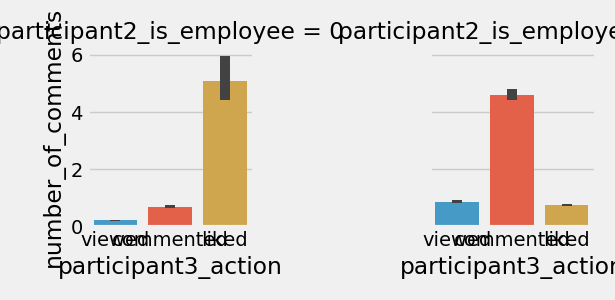 participant2_is_employee = 0
participant2_is_employe
number_of_comments
6
4
2
0
viewed commented liked
viewed commented liked
participant3_action
participant3_action